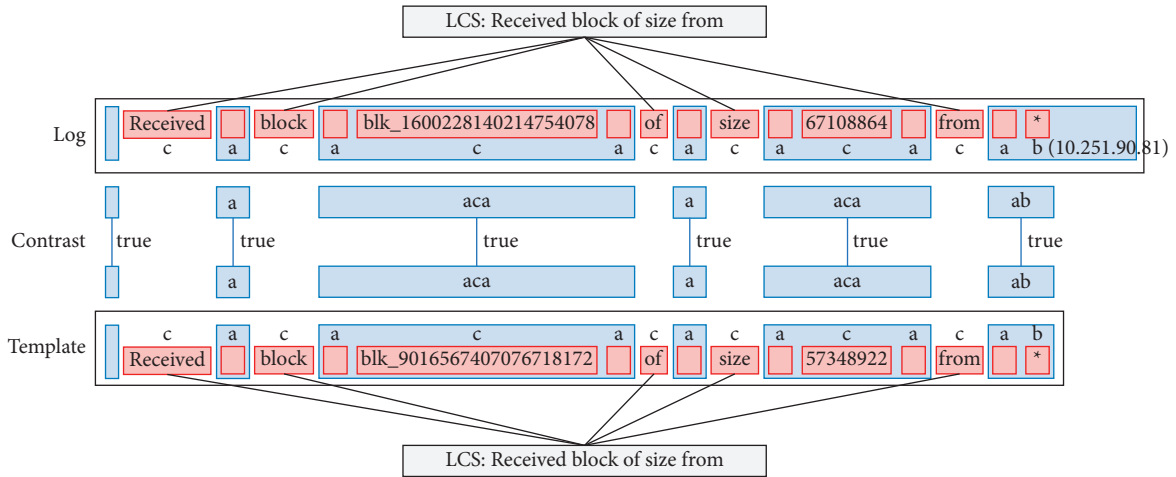 LCS: Received block of size from
Log
Received block blk_1600228140214754078 of size 67108864 from *
c a c a c a c a c a c a c a b (10.251.90.81)
a aca a aca ab
Contrast
true true true true true true
a aca a aca ab
c a c a c a c a c a c a c a b
Template
Received block blk_9016567407076718172 of size 57348922 from *
LCS: Received block of size from